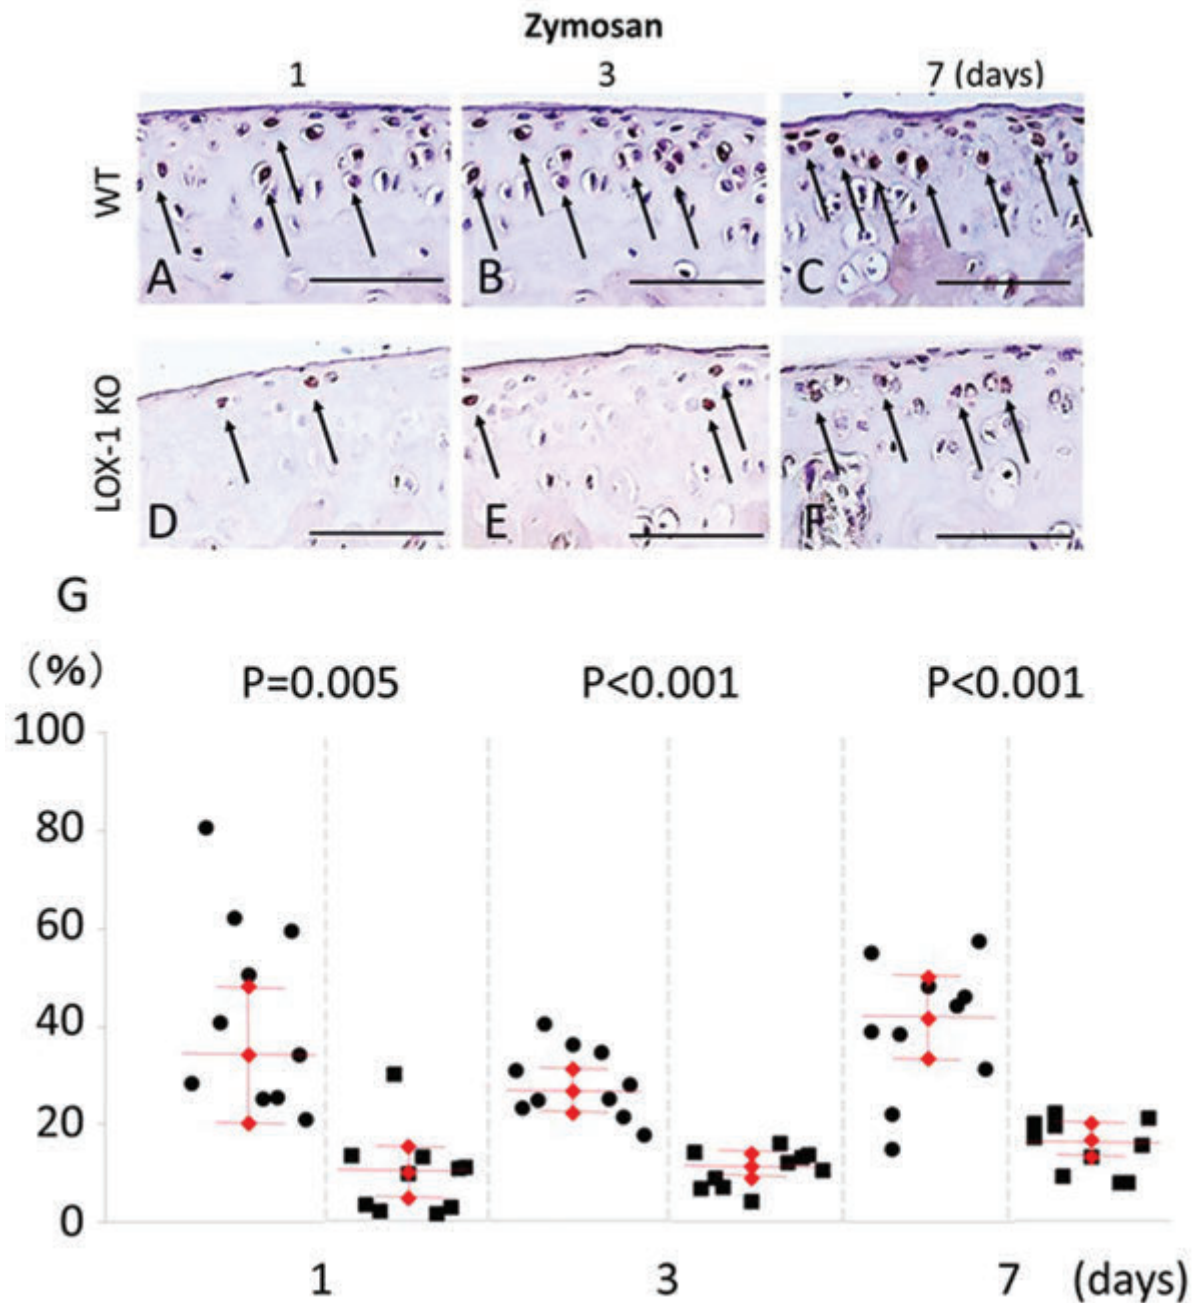 Zymosan
1 3 7 (days)
WT
A B C
LOX-1 KO
D E F
G
(%)
P=0.005 P<0.001 P<0.001
100
80
60
40
20
0
1 3 7 (days)